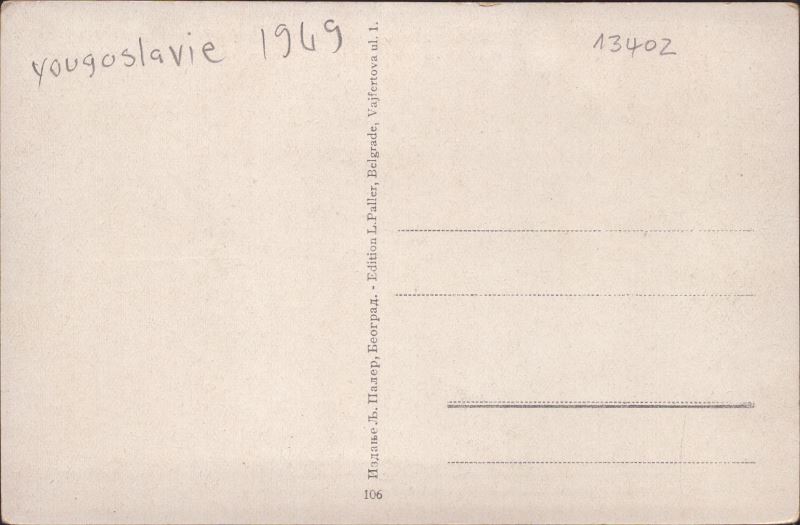 yougoslavie 1949
13402
Издање Љ. Палер, Београд. - Edition L. Paller, Belgrade, Vajfertova ul. 1.
106